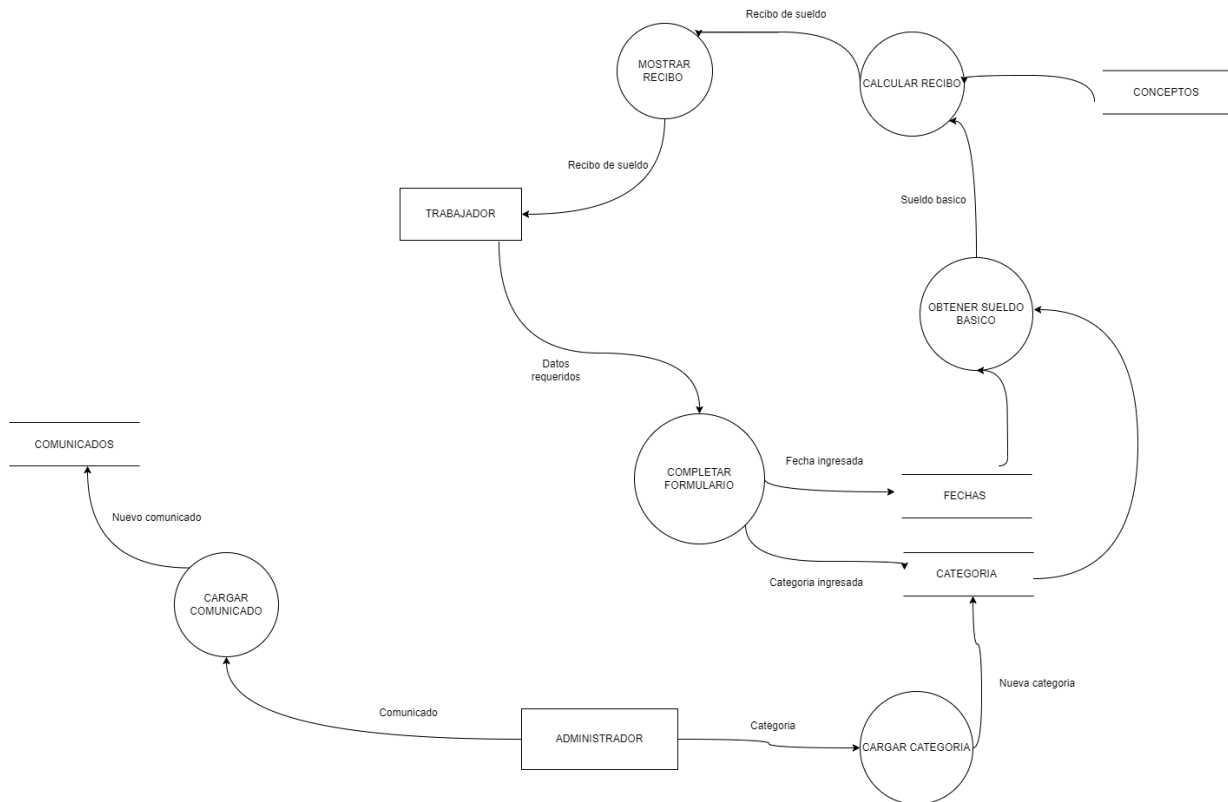 Recibo de sueldo
MOSTRAR
RECIBO
CALCULAR RECIBO
CONCEPTOS
Recibo de sueldo
TRABAJADOR
Sueldo basico
OBTENER SUELDO
BASICO
Datos
requeridos
COMUNICADOS
COMPLETAR
FORMULARIO
Fecha ingresada
FECHAS
Nuevo comunicado
CATEGORIA
Categoria ingresada
CARGAR
COMUNICADO
Nueva categoria
Comunicado
Categoria
ADMINISTRADOR
CARGAR CATEGORIA